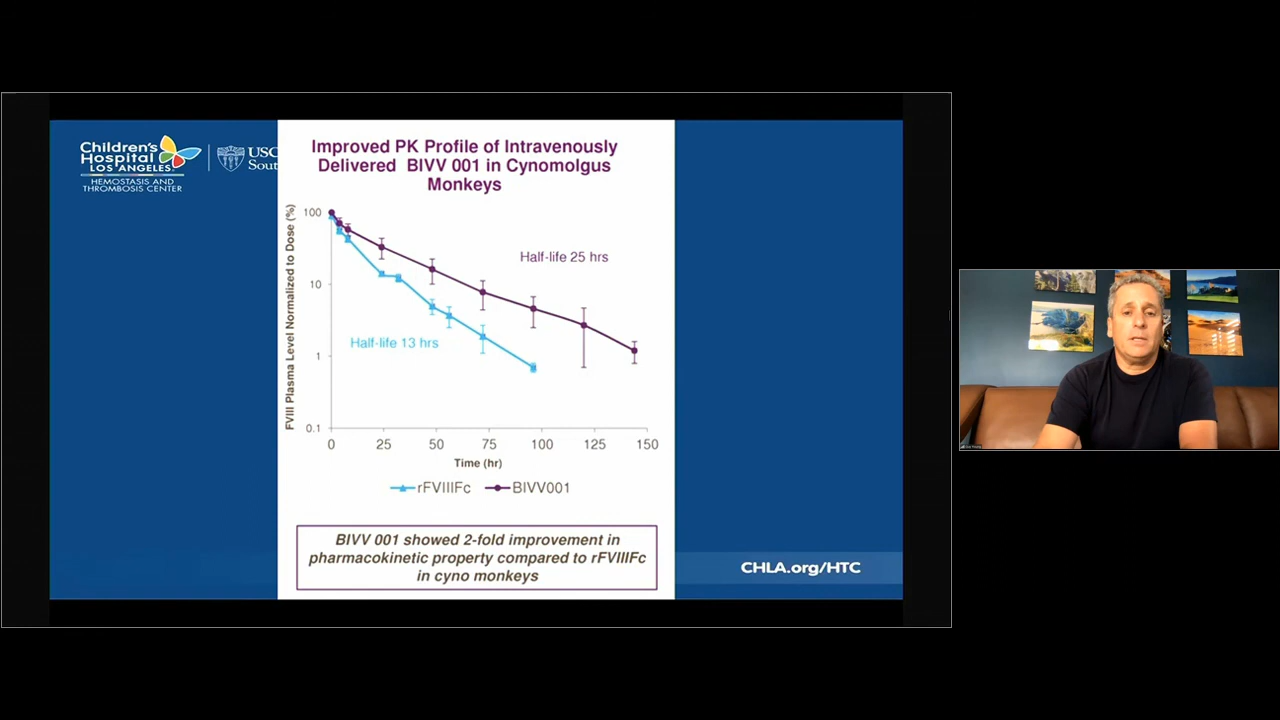 Children's
Hospital
LOS ANGELES
HEMOSTASIS AND
THROMBOSIS CENTER
USC
Improved PK Profile of Intravenously
Delivered BIVV 001 in Cynomolgus
Monkeys
FVIII Plasma Level Normalized to Dose (%)
100
10
1
0.1
Half-life 25 hrs
Half-life 13 hrs
0 25 50 75 100 125 150
Time (hr)
rFVIIIFc BIVV001
BIVV 001 showed 2-fold improvement in
pharmacokinetic property compared to rFVIIIFc
in cyno monkeys
CHLA.org/HTC